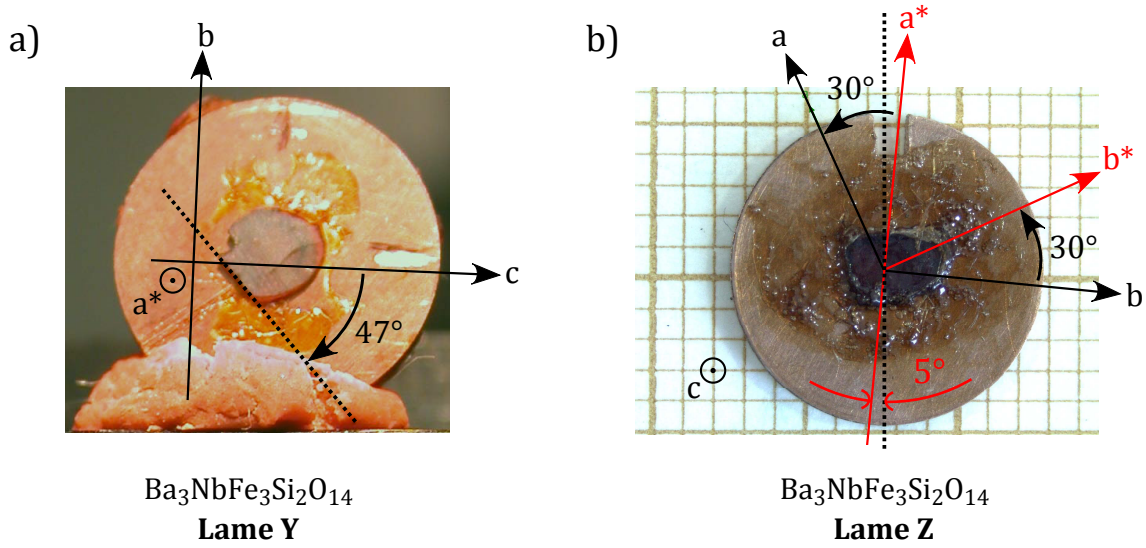 a)
b
c
a*
47°
Ba₃NbFe₃Si₂O₁₄
Lame Y
b)
a
a*
30°
b*
30°
b
c
5°
Ba₃NbFe₃Si₂O₁₄
Lame Z